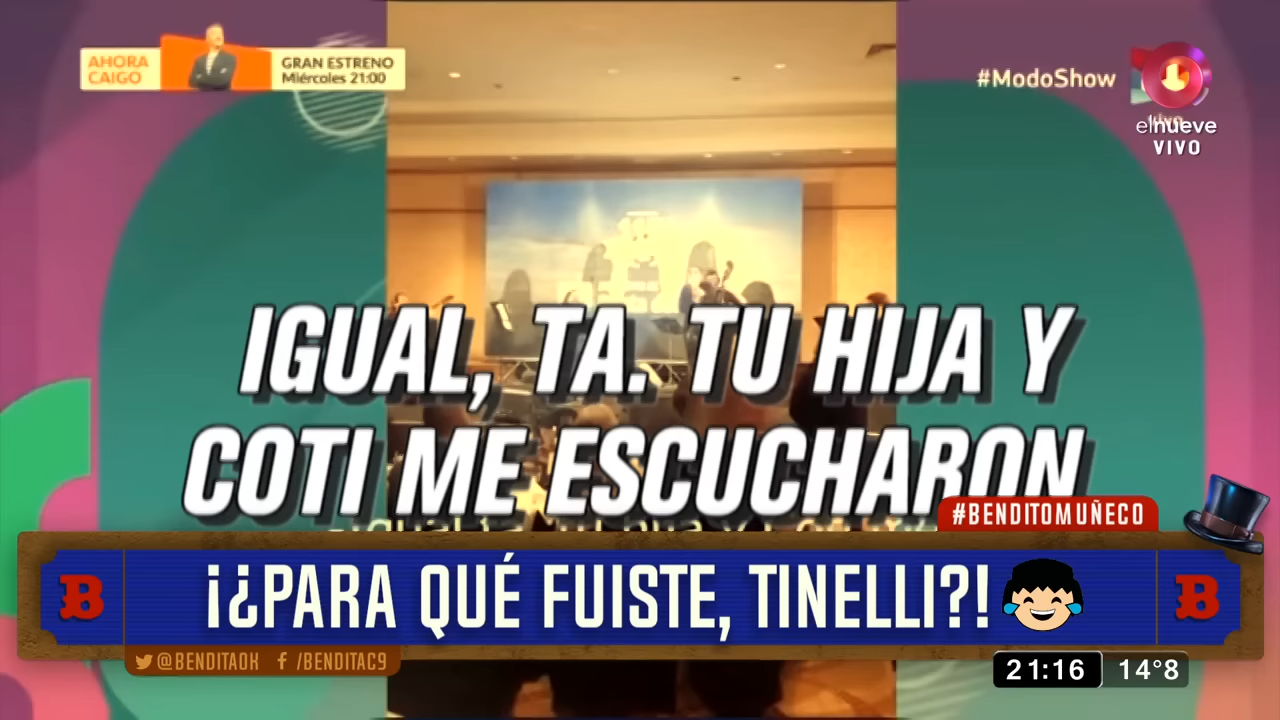 AHORA
CAIGO
GRAN ESTRENO
Miércoles 21:00
#ModoShow
elnueve
VIVO
IGUAL, TA. TU HIJA Y
COTI ME ESCUCHARON
#BENDITOMUÑECO
B
¡¿PARA QUÉ FUISTE, TINELLI?!
B
@BENDITAOK
/BENDITAC9
21:16
14°8